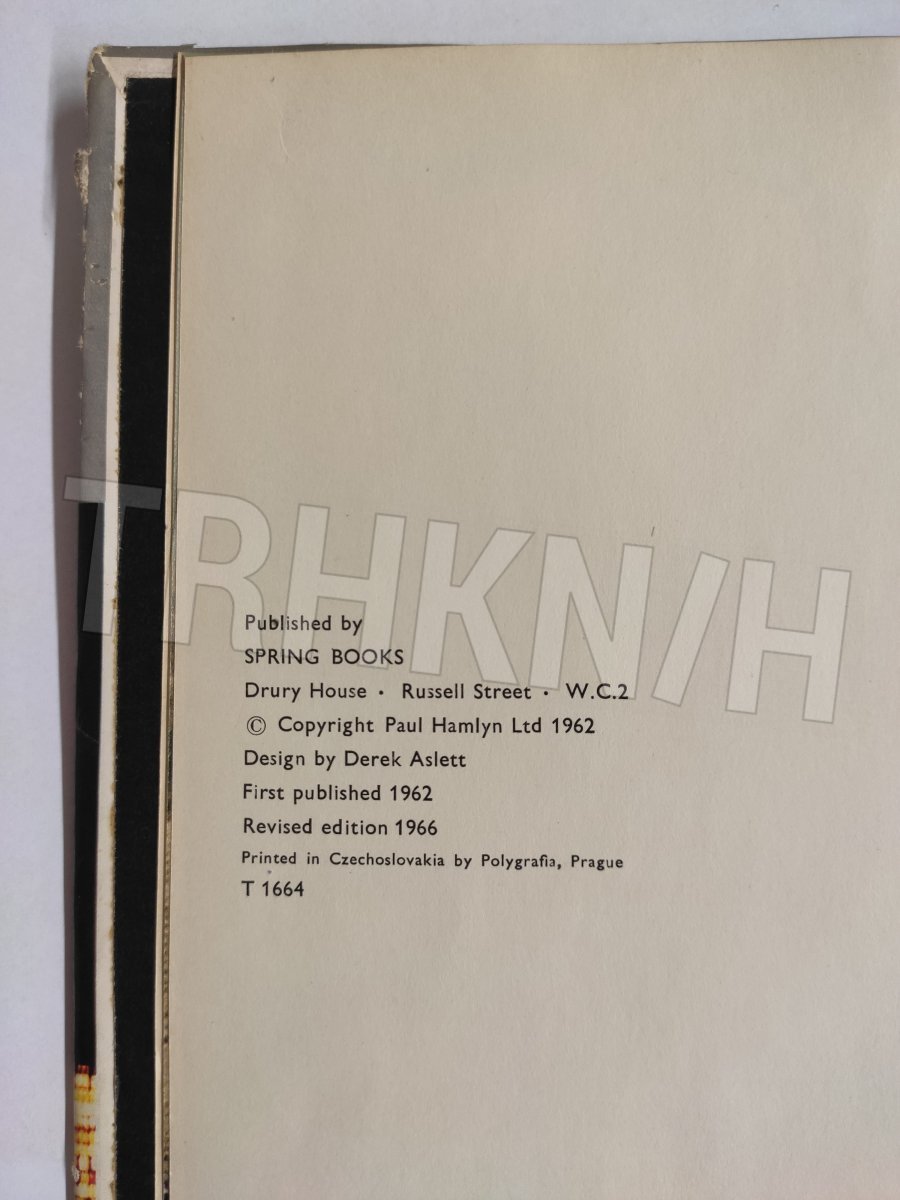 TRHKN/H
Published by
SPRING BOOKS
Drury House · Russell Street · W.C.2
© Copyright Paul Hamlyn Ltd 1962
Design by Derek Aslett
First published 1962
Revised edition 1966
Printed in Czechoslovakia by Polygrafia, Prague
T 1664